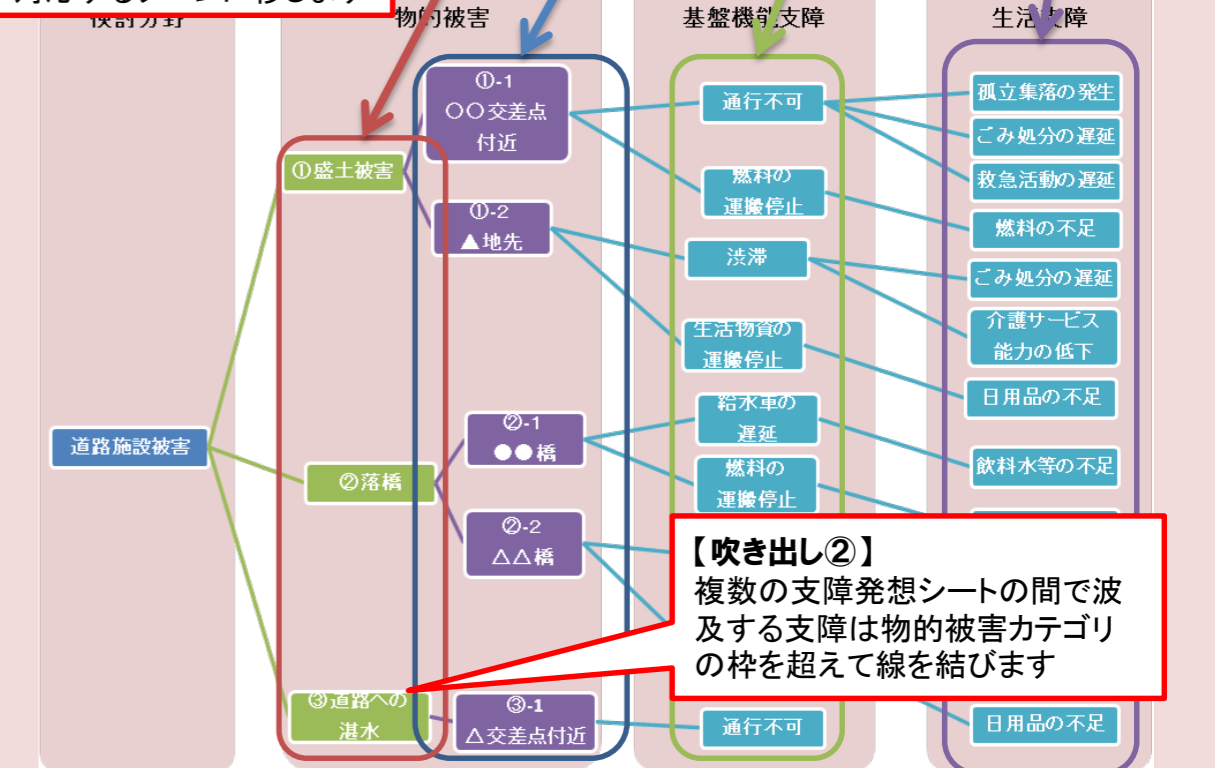 検討分野
物的被害
基盤機能支障
生活支障
①-1
〇〇交差点
付近
①盛土被害
①-2
▲地先
道路施設被害
②落橋
②-1
●●橋
②-2
△△橋
③道路への
湛水
③-1
△交差点付近
通行不可
燃料の
運搬停止
渋滞
生活物資の
運搬停止
給水車の
遅延
燃料の
運搬停止
通行不可
孤立集落の発生
ごみ処分の遅延
救急活動の遅延
燃料の不足
ごみ処分の遅延
介護サービス
能力の低下
日用品の不足
飲料水等の不足
日用品の不足
【吹き出し②】
複数の支障発想シートの間で波
及する支障は物的被害カテゴリ
の枠を超えて線を結びます